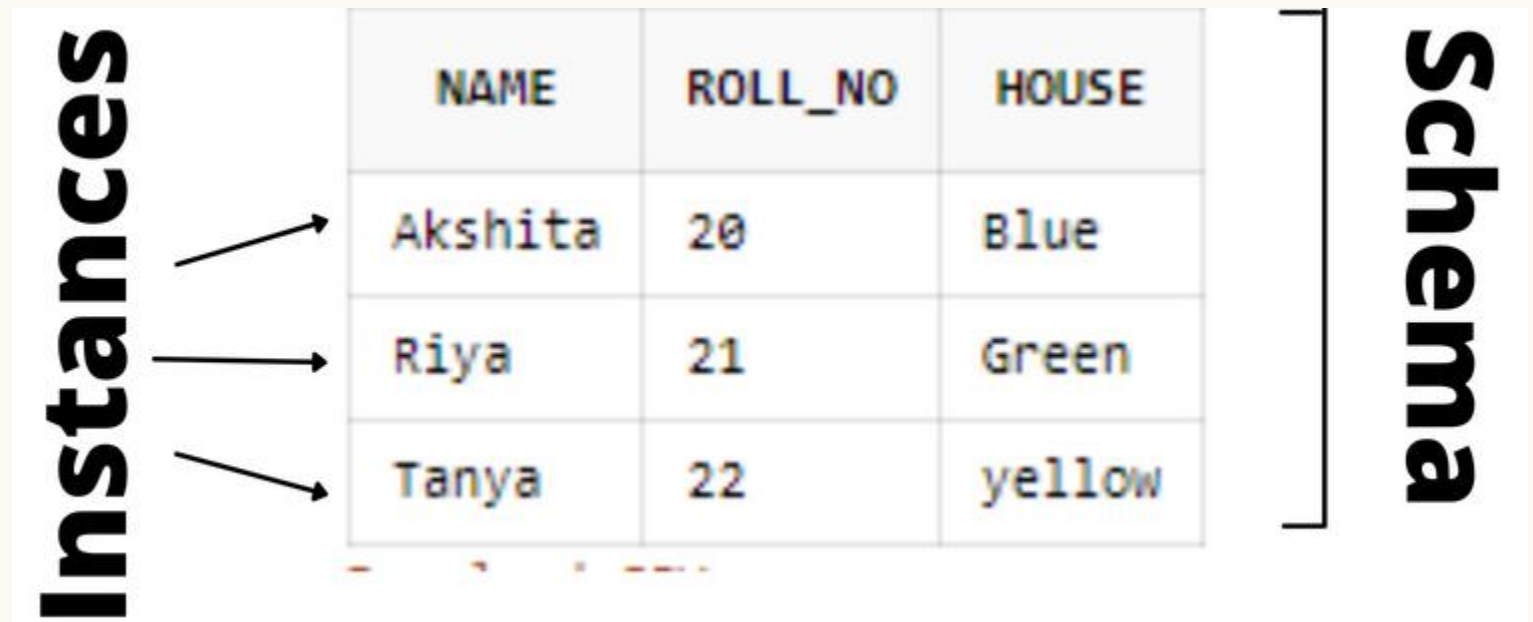 Instances
NAME ROLL_NO HOUSE
Akshita 20 Blue
Riya 21 Green
Tanya 22 yellow
Schema